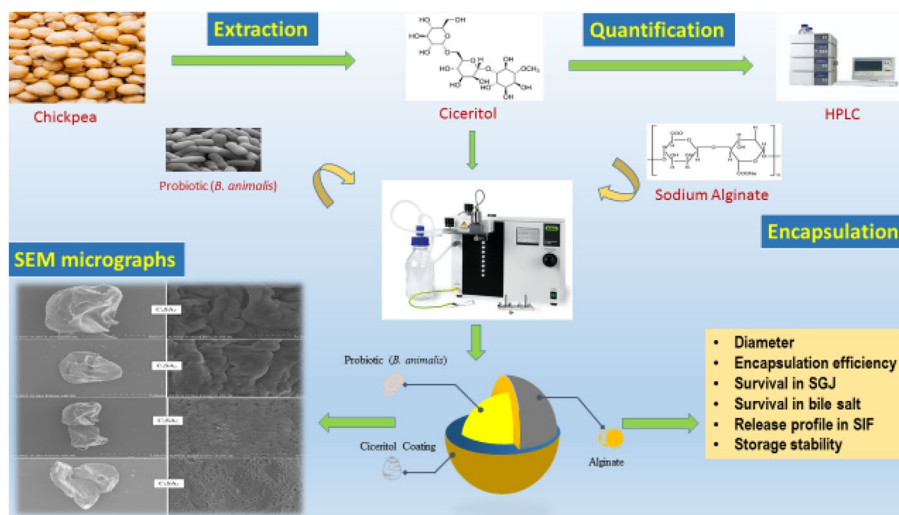 Extraction
Quantification
Chickpea
Ciceritol
HPLC
Probiotic (B. animalis)
Sodium Alginate
Encapsulation
SEM micrographs
Probiotic (B. animalis)
Ciceritol Coating
Alginate
• Diameter
• Encapsulation efficiency
• Survival in SGJ
• Survival in bile salt
• Release profile in SIF
• Storage stability